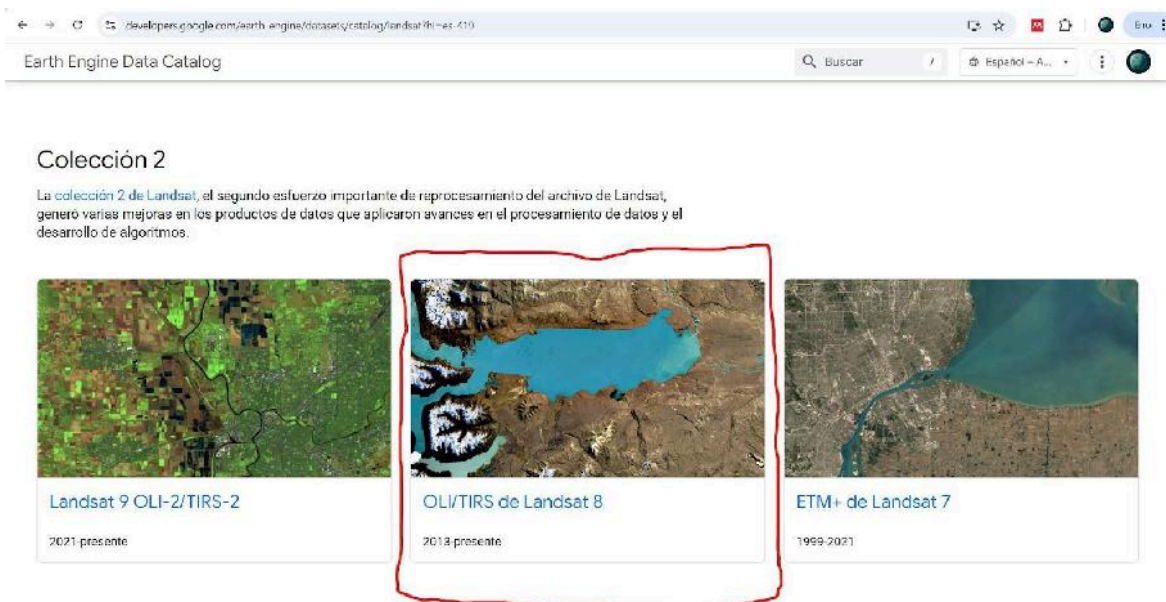 developers.google.com/earth-engine/datasets/catalog/landsat?hl=es-419
Earth Engine Data Catalog
Buscar
/
Español – A...
Colección 2
La colección 2 de Landsat, el segundo esfuerzo importante de reprocesamiento del archivo de Landsat,
generó varias mejoras en los productos de datos que aplicaron avances en el procesamiento de datos y el
desarrollo de algoritmos.
Landsat 9 OLI-2/TIRS-2
OLI/TIRS de Landsat 8
ETM+ de Landsat 7
2021-presente
2013-presente
1999-2021